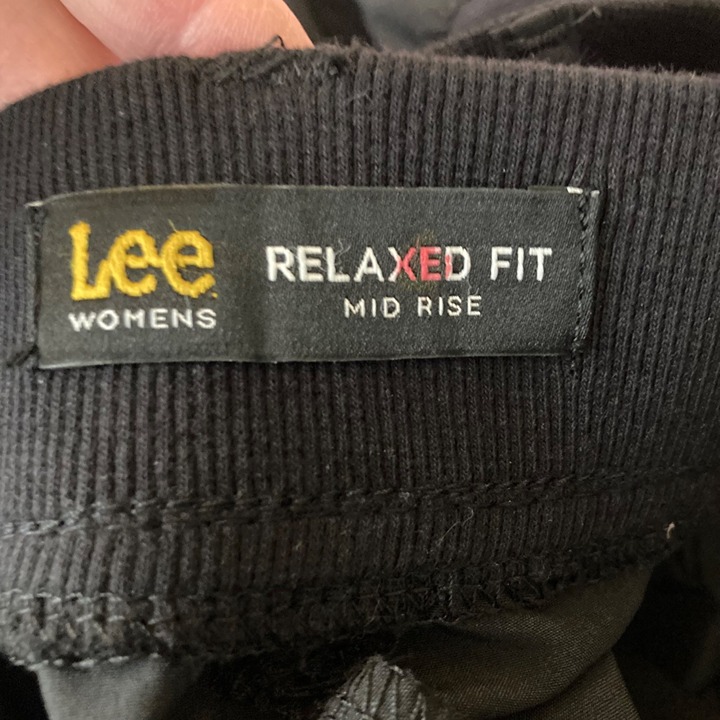 Lee
WOMENS
RELAXED FIT
MID RISE